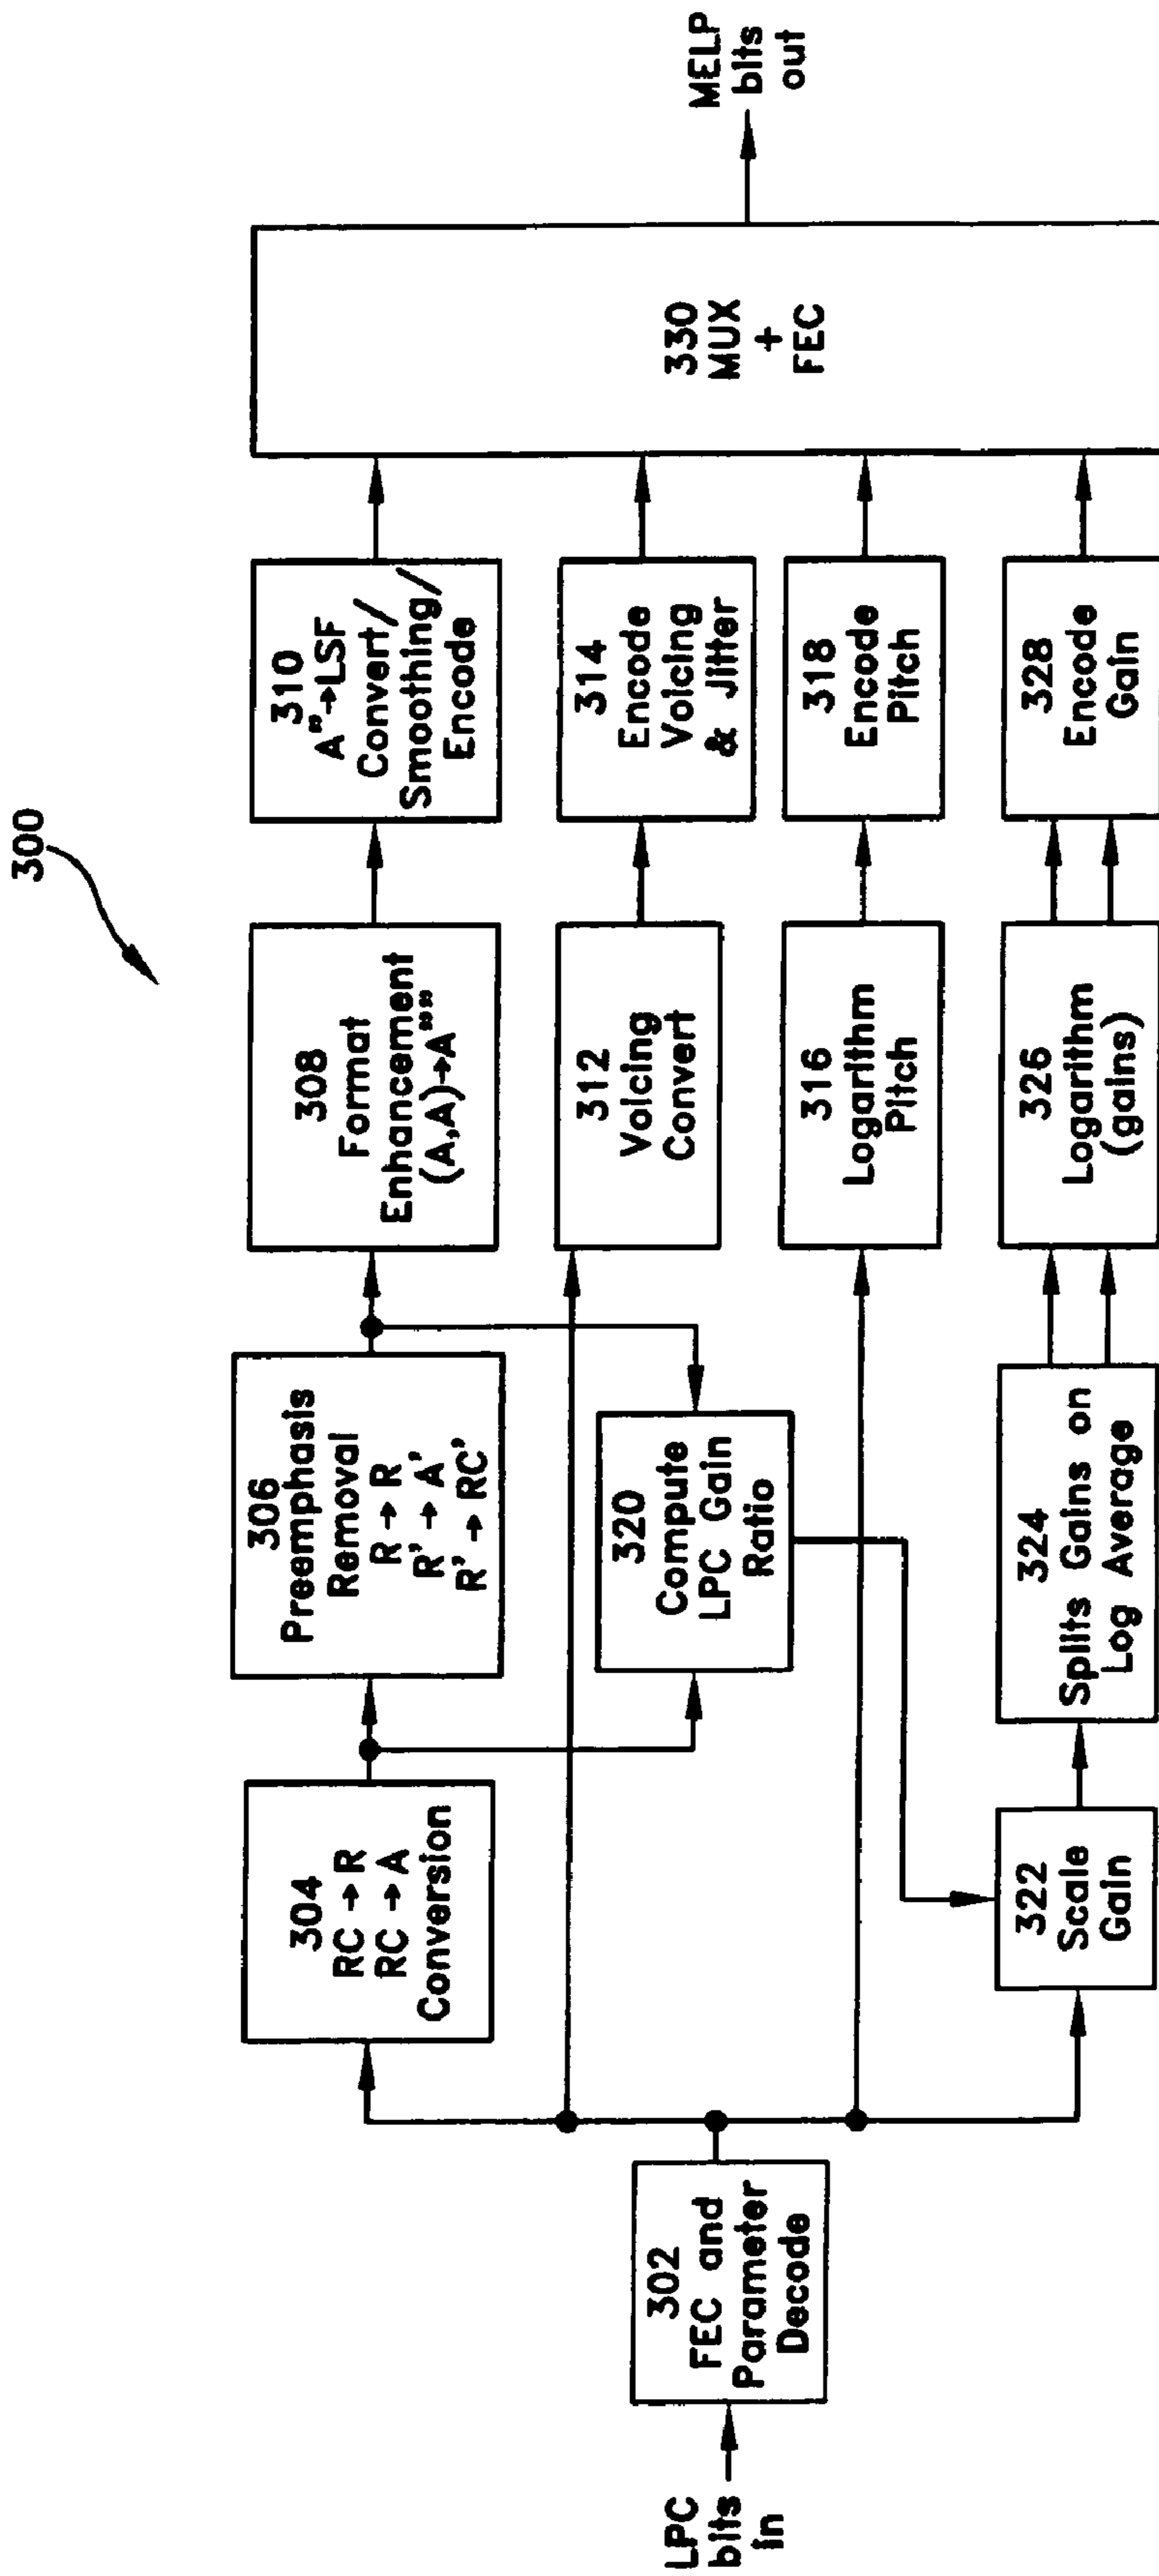 300
LPC
bits
in
302
FEC and
Parameter
Decode
304
RC → R
RC → A
Conversion
306
Preemphasis
Removal
R → R
R' → A'
R' → RC'
308
Format
Enhancement
(A,A)→A""
310
A"→LSF
Convert/
Smoothing/
Encode
312
Voicing
Convert
314
Encode
Voicing
& Jitter
316
Logarithm
Pitch
318
Encode
Pitch
320
Compute
LPC Gain
Ratio
322
Scale
Gain
324
Splits Gains on
Log Average
326
Logarithm
(gains)
328
Encode
Gain
330
MUX
+
FEC
MELP
bits
out